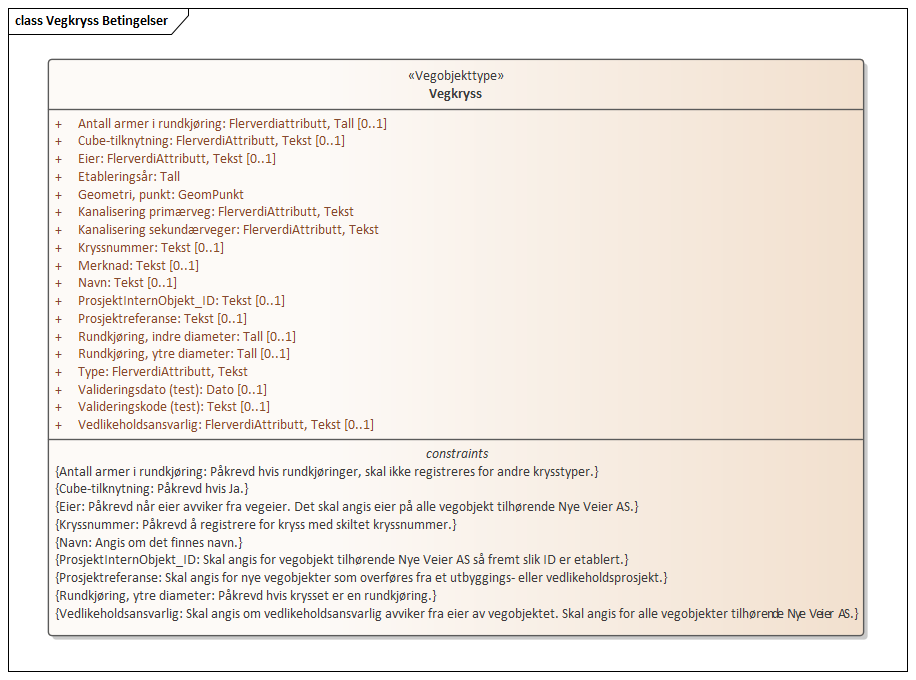 class Vegkryss Betingelser
«Vegobjekttype»
Vegkryss
+ Antall armer i rundkjøring: Flerverdiattributt, Tall [0..1]
+ Cube-tilknytning: FlerverdiAttributt, Tekst [0..1]
+ Eier: FlerverdiAttributt, Tekst [0..1]
+ Etableringsår: Tall
+ Geometri, punkt: GeomPunkt
+ Kanalisering primærveg: FlerverdiAttributt, Tekst
+ Kanalisering sekundærveger: FlerverdiAttributt, Tekst
+ Kryssnummer: Tekst [0..1]
+ Merknad: Tekst [0..1]
+ Navn: Tekst [0..1]
+ ProsjektInternObjekt_ID: Tekst [0..1]
+ Prosjektreferanse: Tekst [0..1]
+ Rundkjøring, indre diameter: Tall [0..1]
+ Rundkjøring, ytre diameter: Tall [0..1]
+ Type: FlerverdiAttributt, Tekst
+ Valideringsdato (test): Dato [0..1]
+ Valideringskode (test): Tekst [0..1]
+ Vedlikeholdsansvarlig: FlerverdiAttributt, Tekst [0..1]
constraints
{Antall armer i rundkjøring: Påkrevd hvis rundkjøringer, skal ikke registreres for andre krysstyper.}
{Cube-tilknytning: Påkrevd hvis Ja.}
{Eier: Påkrevd når eier avviker fra vegeier. Det skal angis eier på alle vegobjekt tilhørende Nye Veier AS.}
{Kryssnummer: Påkrevd å registrere for kryss med skiltet kryssnummer.}
{Navn: Angis om det finnes navn.}
{ProsjektInternObjekt_ID: Skal angis for vegobjekt tilhørende Nye Veier AS så fremt slik ID er etablert.}
{Prosjektreferanse: Skal angis for nye vegobjekter som overføres fra et utbyggings- eller vedlikeholdsprosjekt.}
{Rundkjøring, ytre diameter: Påkrevd hvis krysset er en rundkjøring.}
{Vedlikeholdsansvarlig: Skal angis om vedlikeholdsansvarlig avviker fra eier av vegobjektet. Skal angis for alle vegobjekter tilhørende Nye Veier AS.}